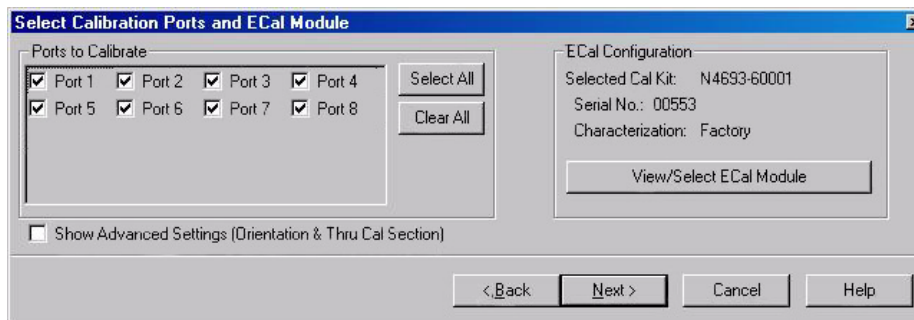 Select Calibration Ports and ECal Module
Ports to Calibrate
Port 1 Port 2 Port 3 Port 4
Port 5 Port 6 Port 7 Port 8
Select All
Clear All
Show Advanced Settings (Orientation & Thru Cal Section)
ECal Configuration
Selected Cal Kit: N4693-60001
Serial No.: 00553
Characterization: Factory
View/Select ECal Module
< Back
Next >
Cancel
Help